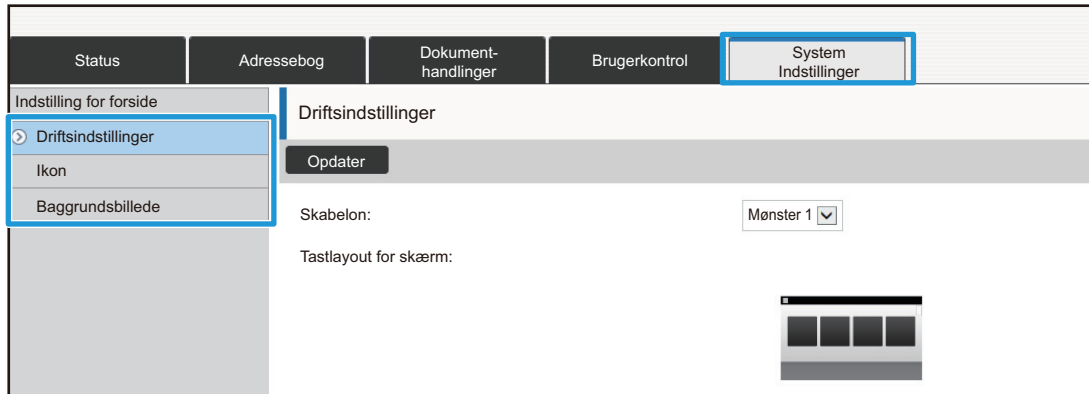 Status
Adressebog
Dokument-
handlinger
Brugerkontrol
System
Indstillinger
Indstilling for forside
Driftsindstillinger
Ikon
Baggrundsbillede
Driftsindstillinger
Opdater
Skabelon:
Mønster 1
Tastlayout for skærm: